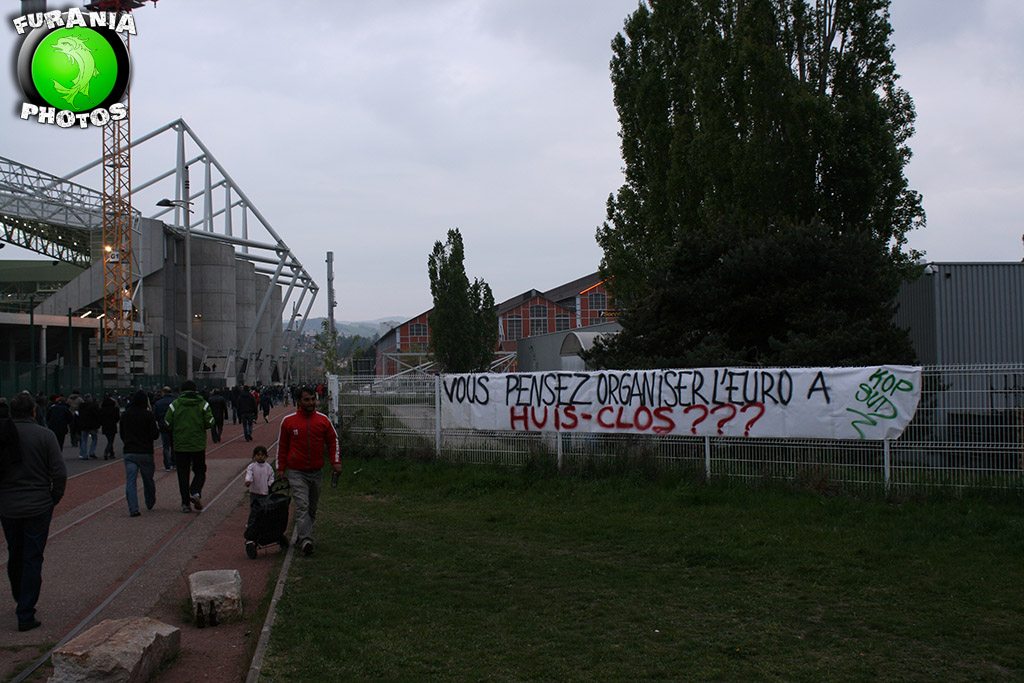 FURANIA
PHOTOS
VOUS PENSEZ ORGANISER L'EURO A
HUIS-CLOS???
KOP
SUD